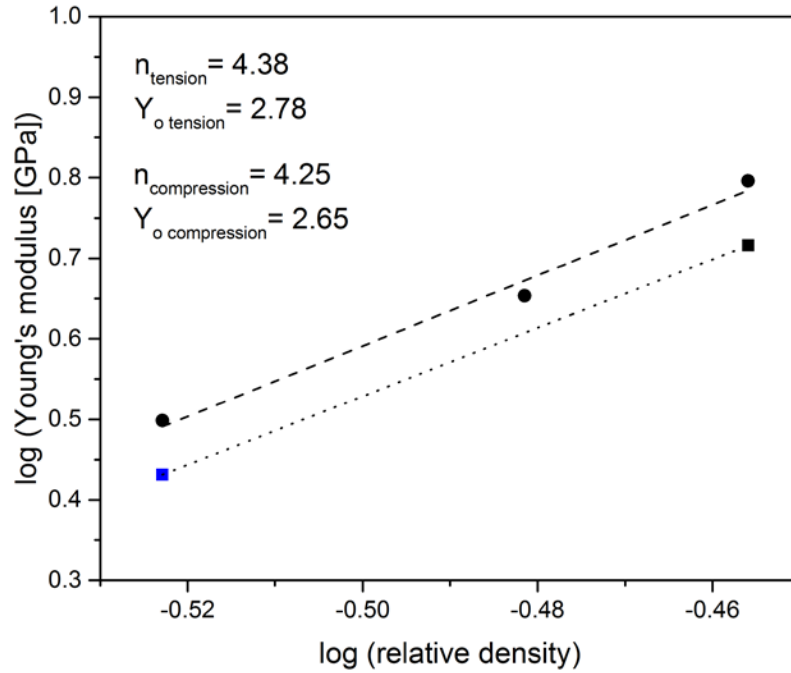 n_tension = 4.38
Y_o tension = 2.78
n_compression = 4.25
Y_o compression = 2.65
log (Young's modulus [GPa])
1.0
0.9
0.8
0.7
0.6
0.5
0.4
0.3
-0.52 -0.50 -0.48 -0.46
log (relative density)